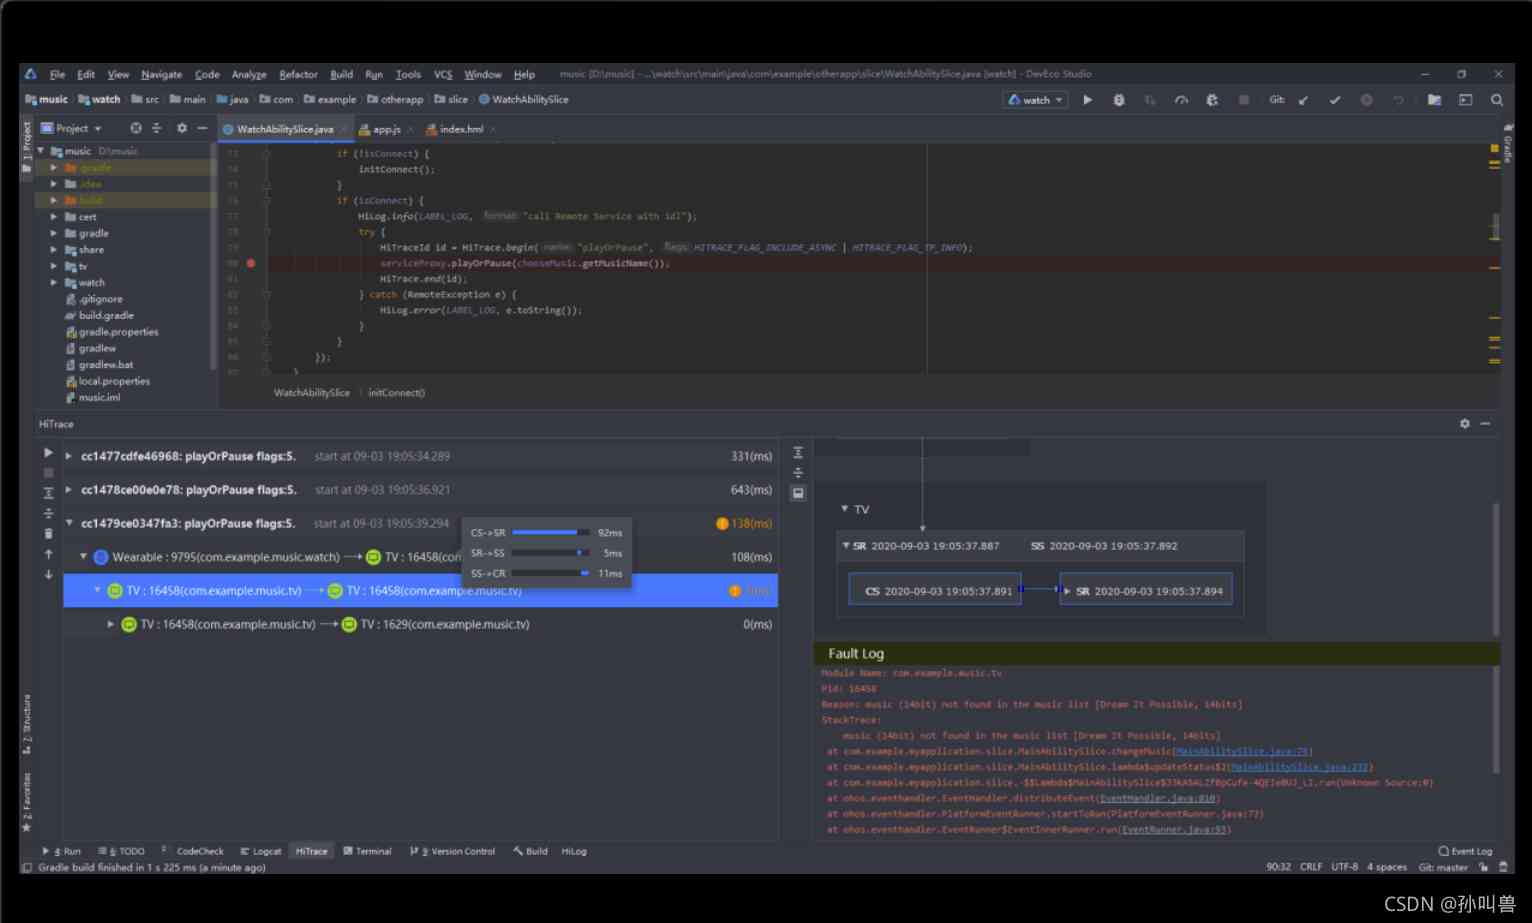 File Edit View Navigate Code Analyze Refactor Build Run Tools VCS Window Help music [D:\music] - ...\watch\src\main\java\com\example\otherapp\slice\WatchAbilitySlice.java [watch] - DevEco Studio
music watch src main java com example otherapp slice WatchAbilitySlice watch Git:
Project WatchAbilitySlice.java app.js index.hml
1: Project
Gradle
music D:\music
.gradle
.idea
build
cert
gradle
share
tv
watch
.gitignore
build.gradle
gradle.properties
gradlew
gradlew.bat
local.properties
music.iml
73 if (!isConnect) {
74 initConnect();
75 }
76 if (isConnect) {
77 HiLog.info(LABEL_LOG, format: "call Remote Service with idl");
78 try {
79 HiTraceId id = HiTrace.begin( name: "playOrPause", flags: HITRACE_FLAG_INCLUDE_ASYNC | HITRACE_FLAG_TP_INFO);
80 serviceProxy.playOrPause(chooseMusic.getMusicName());
81 HiTrace.end(id);
82 } catch (RemoteException e) {
83 HiLog.error(LABEL_LOG, e.toString());
84 }
85 }
86 });
87 }
WatchAbilitySlice initConnect()
HiTrace
cc1477cdfe46968: playOrPause flags:5. start at 09-03 19:05:34.289 331(ms)
cc1478ce00e0e78: playOrPause flags:5. start at 09-03 19:05:36.921 643(ms)
cc1479ce0347fa3: playOrPause flags:5. start at 09-03 19:05:39.294 138(ms)
CS->SR 92ms
SR->SS 5ms
SS->CR 11ms
Wearable : 9795(com.example.music.watch) TV : 16458(com 108(ms)
TV : 16458(com.example.music.tv) TV : 16458(com.example.music.tv)
TV : 16458(com.example.music.tv) TV : 1629(com.example.music.tv) 0(ms)
TV
SR 2020-09-03 19:05:37.887 SS 2020-09-03 19:05:37.892
CS 2020-09-03 19:05:37.891 SR 2020-09-03 19:05:37.894
Fault Log
Module Name: com.example.music.tv
Pid: 16458
Reason: music (14bit) not found in the music list [Dream It Possible, 14bits]
StackTrace:
music (14bit) not found in the music list [Dream It Possible, 14bits]
at com.example.myapplication.slice.MainAbilitySlice.changeMusic(MainAbilitySlice.java:75)
at com.example.myapplication.slice.MainAbilitySlice.lambda$updateStatus$2(MainAbilitySlice.java:232)
at com.example.myapplication.slice.-$$Lambda$MainAbilitySlice (Unknown Source:0)
at ohos.eventhandler.EventHandler.distributeEvent(EventHandler.java:810)
at ohos.eventhandler.PlatformEventRunner.startToRun(PlatformEventRunner.java:72)
at ohos.eventhandler.EventRunner$EventInnerRunner.run(EventRunner.java:93)
Z: Structure
2: Favorites
4: Run 6: TODO CodeCheck Logcat HiTrace Terminal 9: Version Control Build HiLog Event Log
Gradle build finished in 1 s 225 ms (a minute ago) 90:32 CRLF UTF-8 4 spaces Git: master
CSDN @孙叫兽